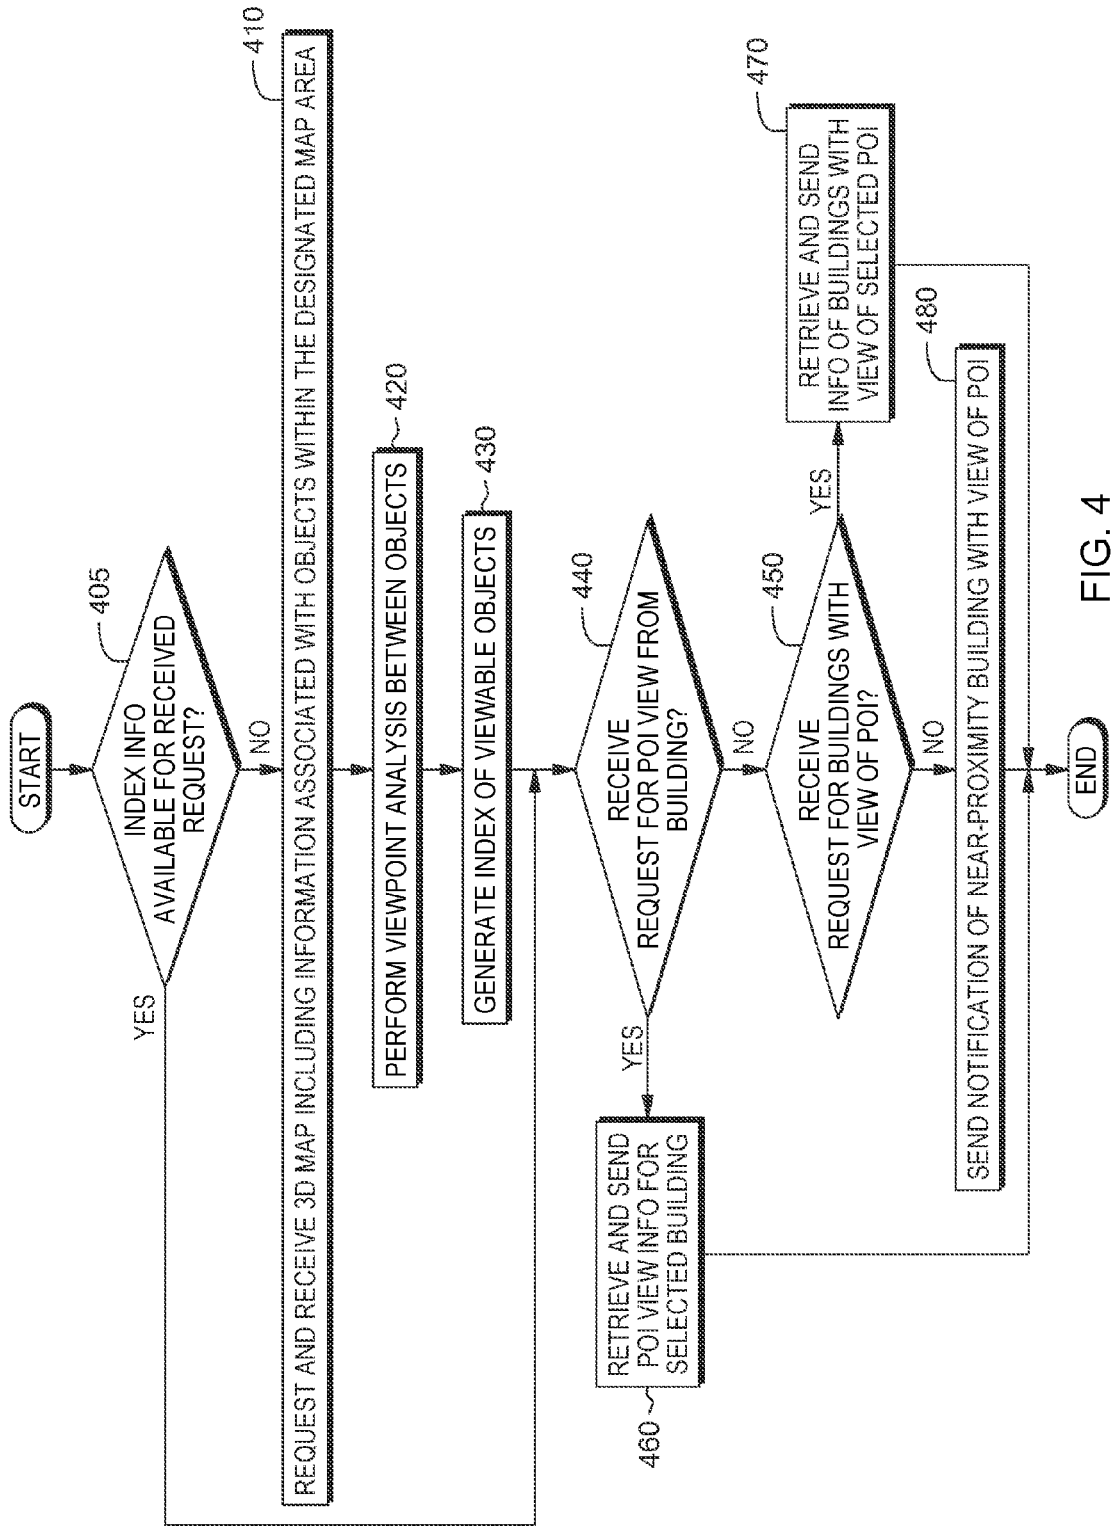 START
405
INDEX INFO
AVAILABLE FOR RECEIVED
REQUEST?
YES
NO
410
REQUEST AND RECEIVE 3D MAP INCLUDING INFORMATION ASSOCIATED WITH OBJECTS WITHIN THE DESIGNATED MAP AREA
420
PERFORM VIEWPOINT ANALYSIS BETWEEN OBJECTS
430
GENERATE INDEX OF VIEWABLE OBJECTS
440
RECEIVE
REQUEST FOR POI VIEW FROM
BUILDING?
YES
NO
460
RETRIEVE AND SEND
POI VIEW INFO FOR
SELECTED BUILDING
450
RECEIVE
REQUEST FOR BUILDINGS WITH
VIEW OF POI?
YES
NO
470
RETRIEVE AND SEND
INFO OF BUILDINGS WITH
VIEW OF SELECTED POI
480
SEND NOTIFICATION OF NEAR-PROXIMITY BUILDING WITH VIEW OF POI
END
FIG. 4